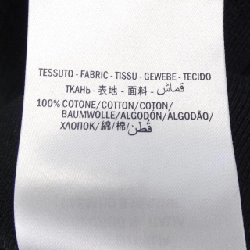 TESSUTO - FABRIC - TISSU - GEWEBE - TECIDO
ТКАНЬ - 表地 - 面料 - قماش
100% COTONE/COTTON/COTON/
BAUMWOLLE/ALGODÓN/ALGODÃO/
ХЛОПОК/綿/棉/قطن